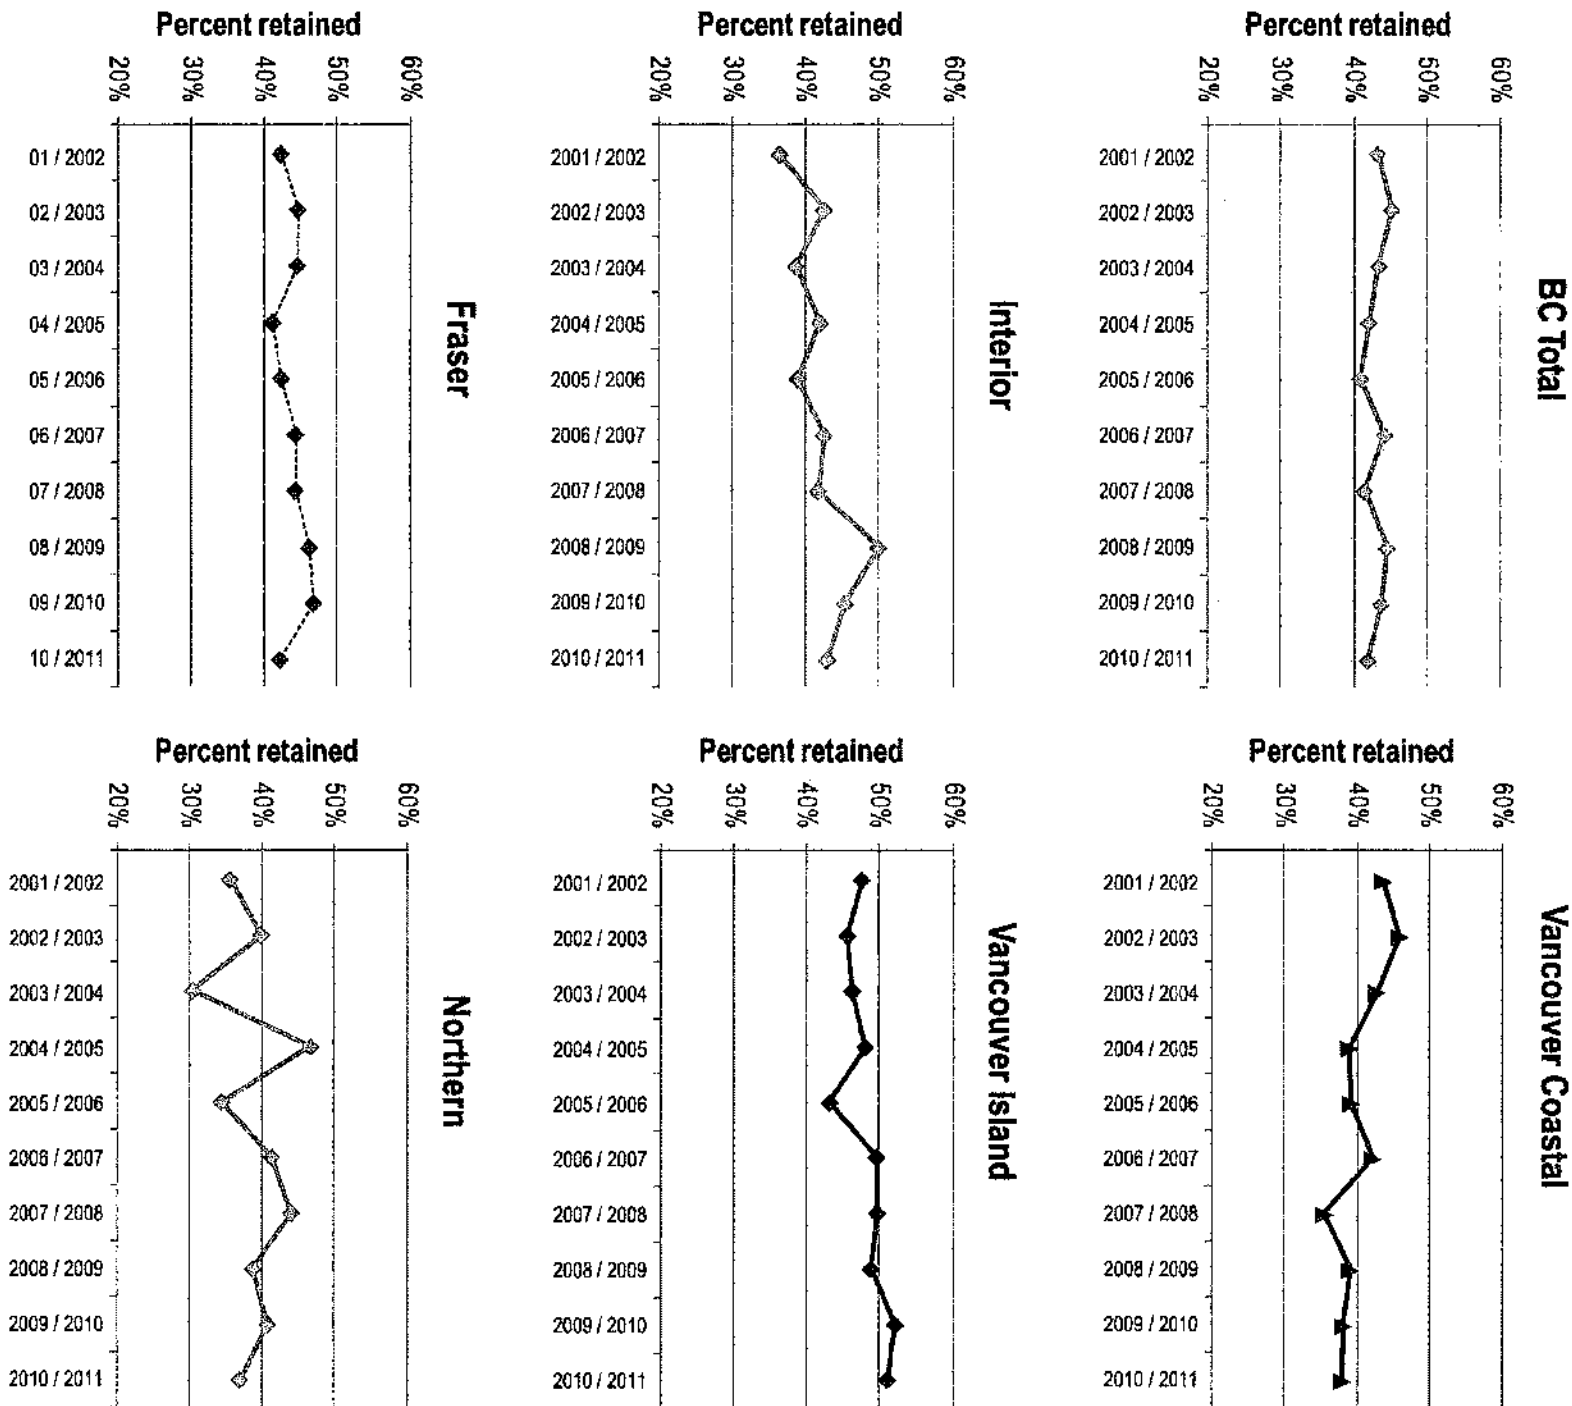 BC Total
Percent retained
60%
50%
40%
30%
20%
2001 / 2002
2002 / 2003
2003 / 2004
2004 / 2005
2005 / 2006
2006 / 2007
2007 / 2008
2008 / 2009
2009 / 2010
2010 / 2011
Vancouver Coastal
Percent retained
60%
50%
40%
30%
20%
2001 / 2002
2002 / 2003
2003 / 2004
2004 / 2005
2005 / 2006
2006 / 2007
2007 / 2008
2008 / 2009
2009 / 2010
2010 / 2011
Interior
Percent retained
60%
50%
40%
30%
20%
2001 / 2002
2002 / 2003
2003 / 2004
2004 / 2005
2005 / 2006
2006 / 2007
2007 / 2008
2008 / 2009
2009 / 2010
2010 / 2011
Vancouver Island
Percent retained
60%
50%
40%
30%
20%
2001 / 2002
2002 / 2003
2003 / 2004
2004 / 2005
2005 / 2006
2006 / 2007
2007 / 2008
2008 / 2009
2009 / 2010
2010 / 2011
Fraser
Percent retained
60%
50%
40%
30%
20%
01 / 2002
02 / 2003
03 / 2004
04 / 2005
05 / 2006
06 / 2007
07 / 2008
08 / 2009
09 / 2010
10 / 2011
Northern
Percent retained
60%
50%
40%
30%
20%
2001 / 2002
2002 / 2003
2003 / 2004
2004 / 2005
2005 / 2006
2006 / 2007
2007 / 2008
2008 / 2009
2009 / 2010
2010 / 2011